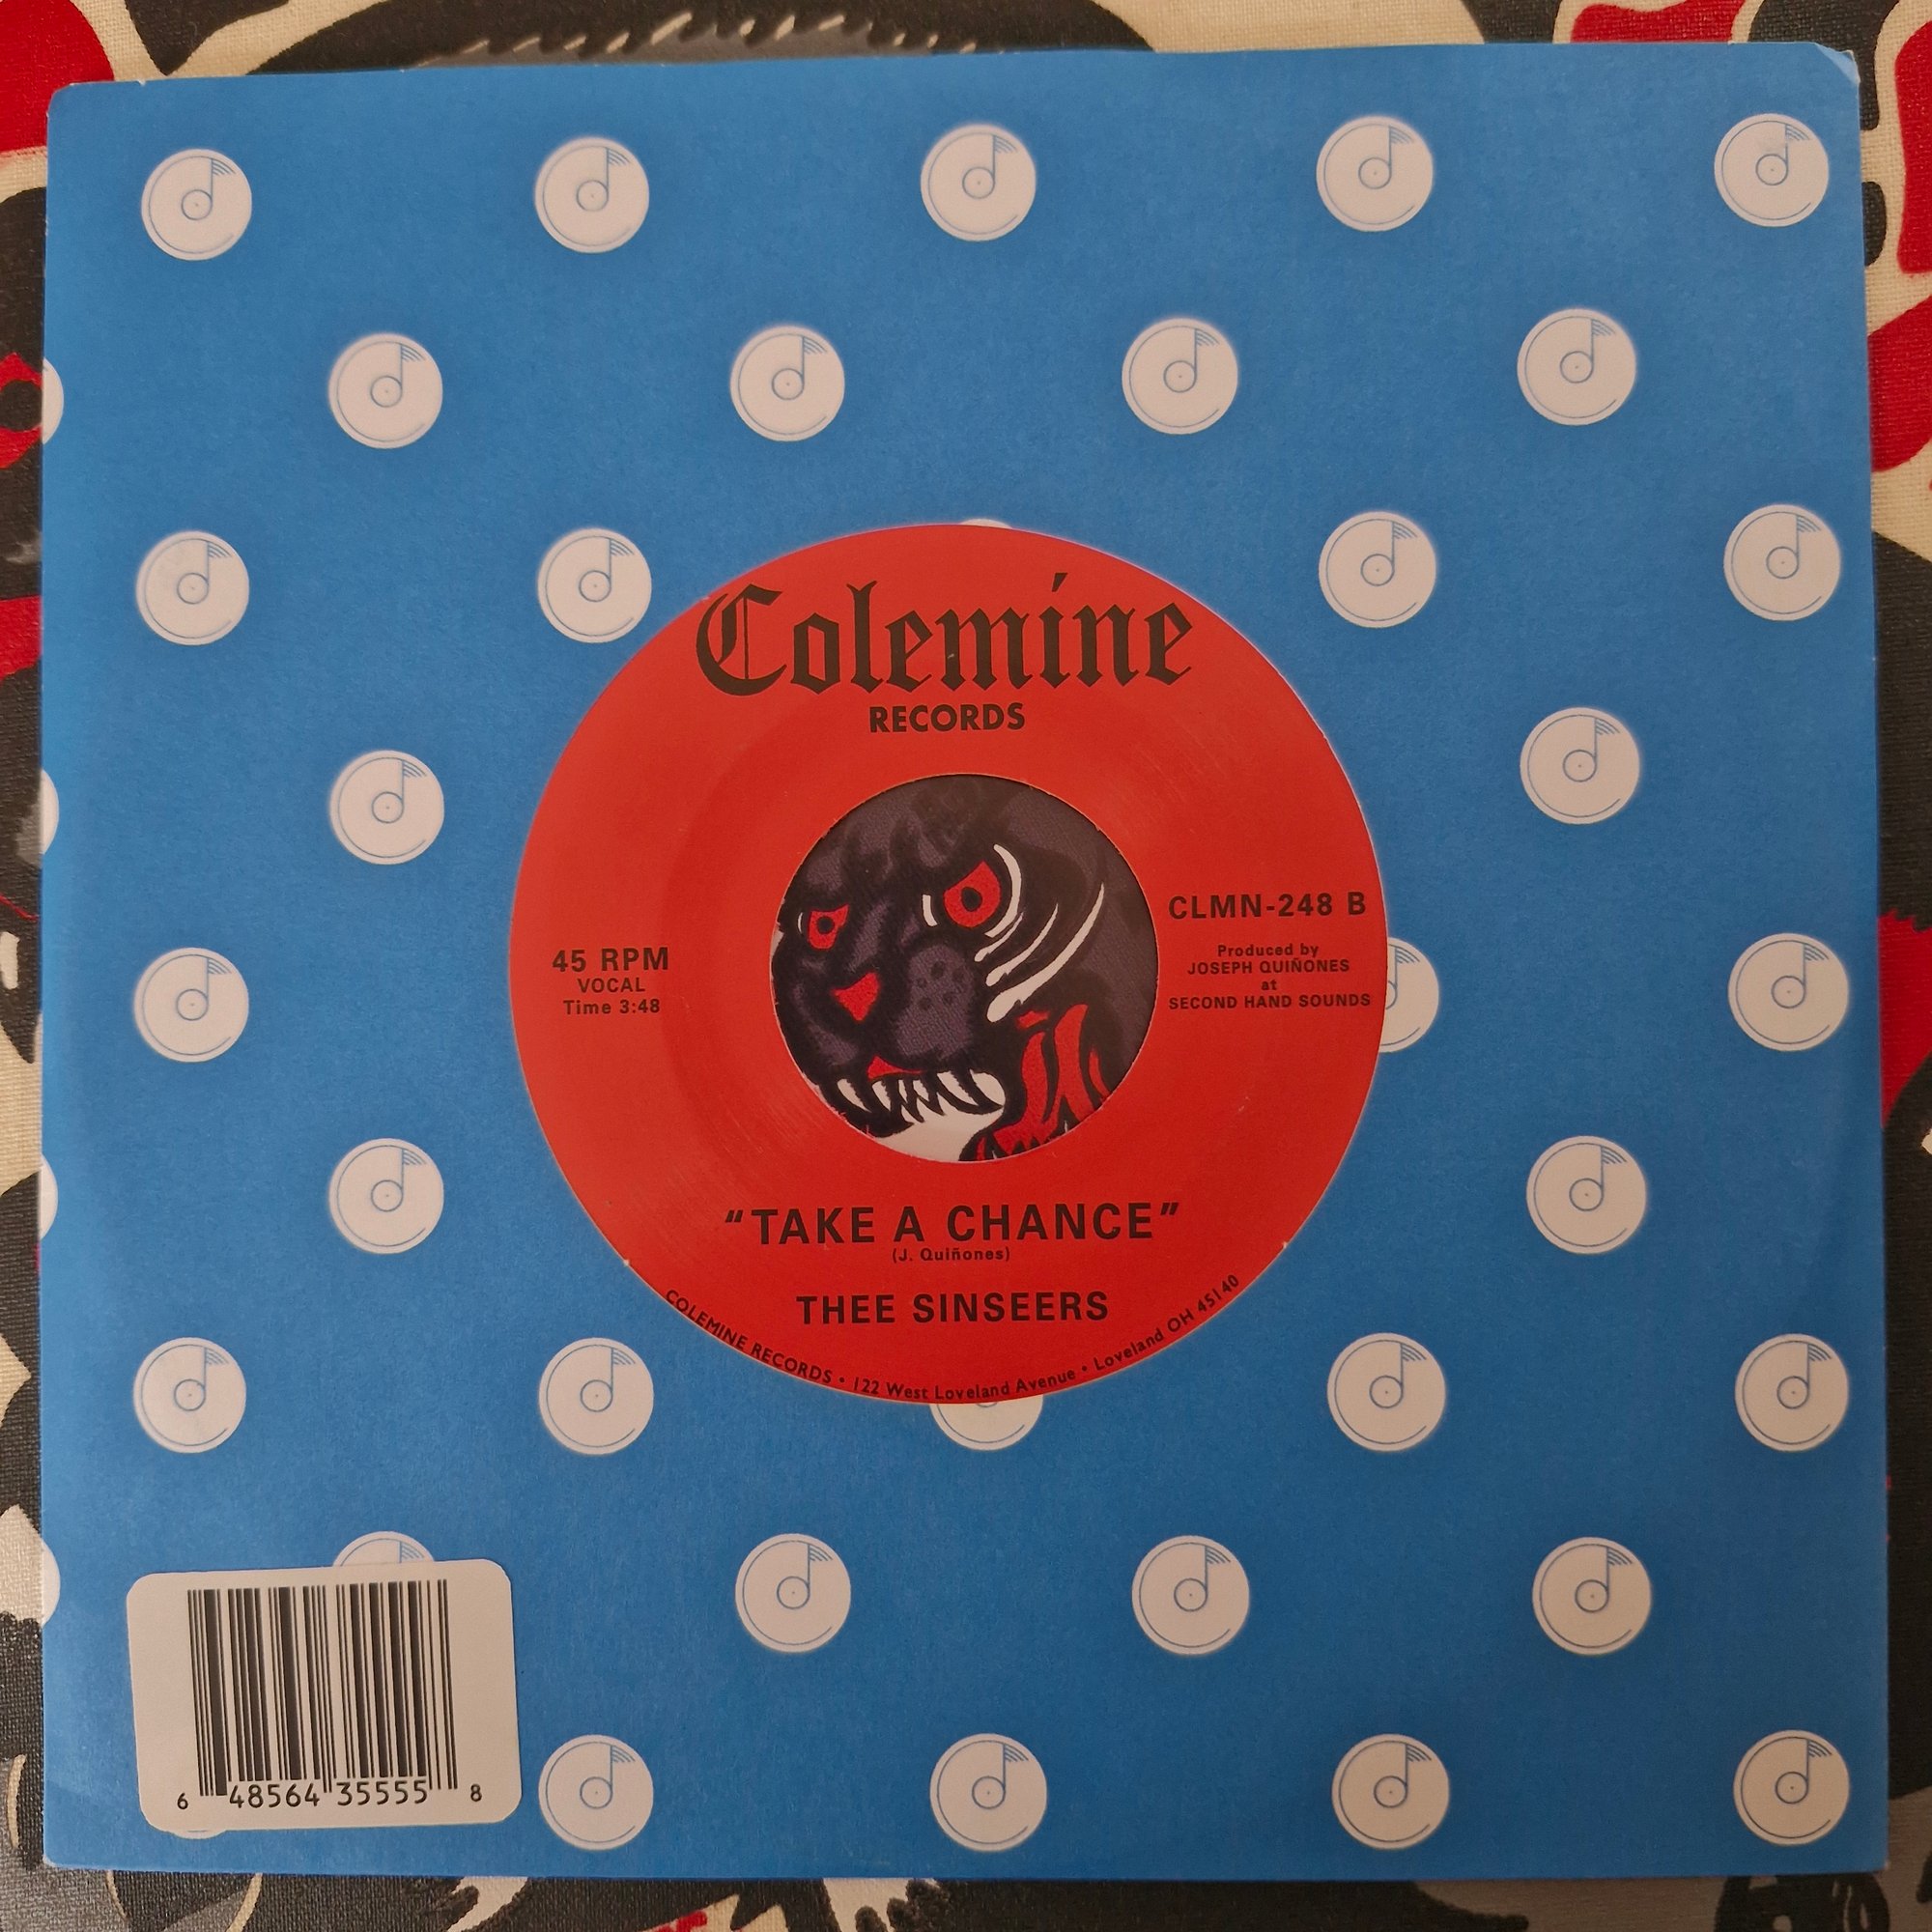 Colemine
RECORDS
45 RPM
VOCAL
Time 3:48
CLMN-248 B
Produced by
JOSEPH QUIÑONES
at
SECOND HAND SOUNDS
"TAKE A CHANCE"
(J. Quiñones)
THEE SINSEERS
COLEMINE RECORDS • 122 West Loveland Avenue • Loveland OH 45140
6 48564 35555 8